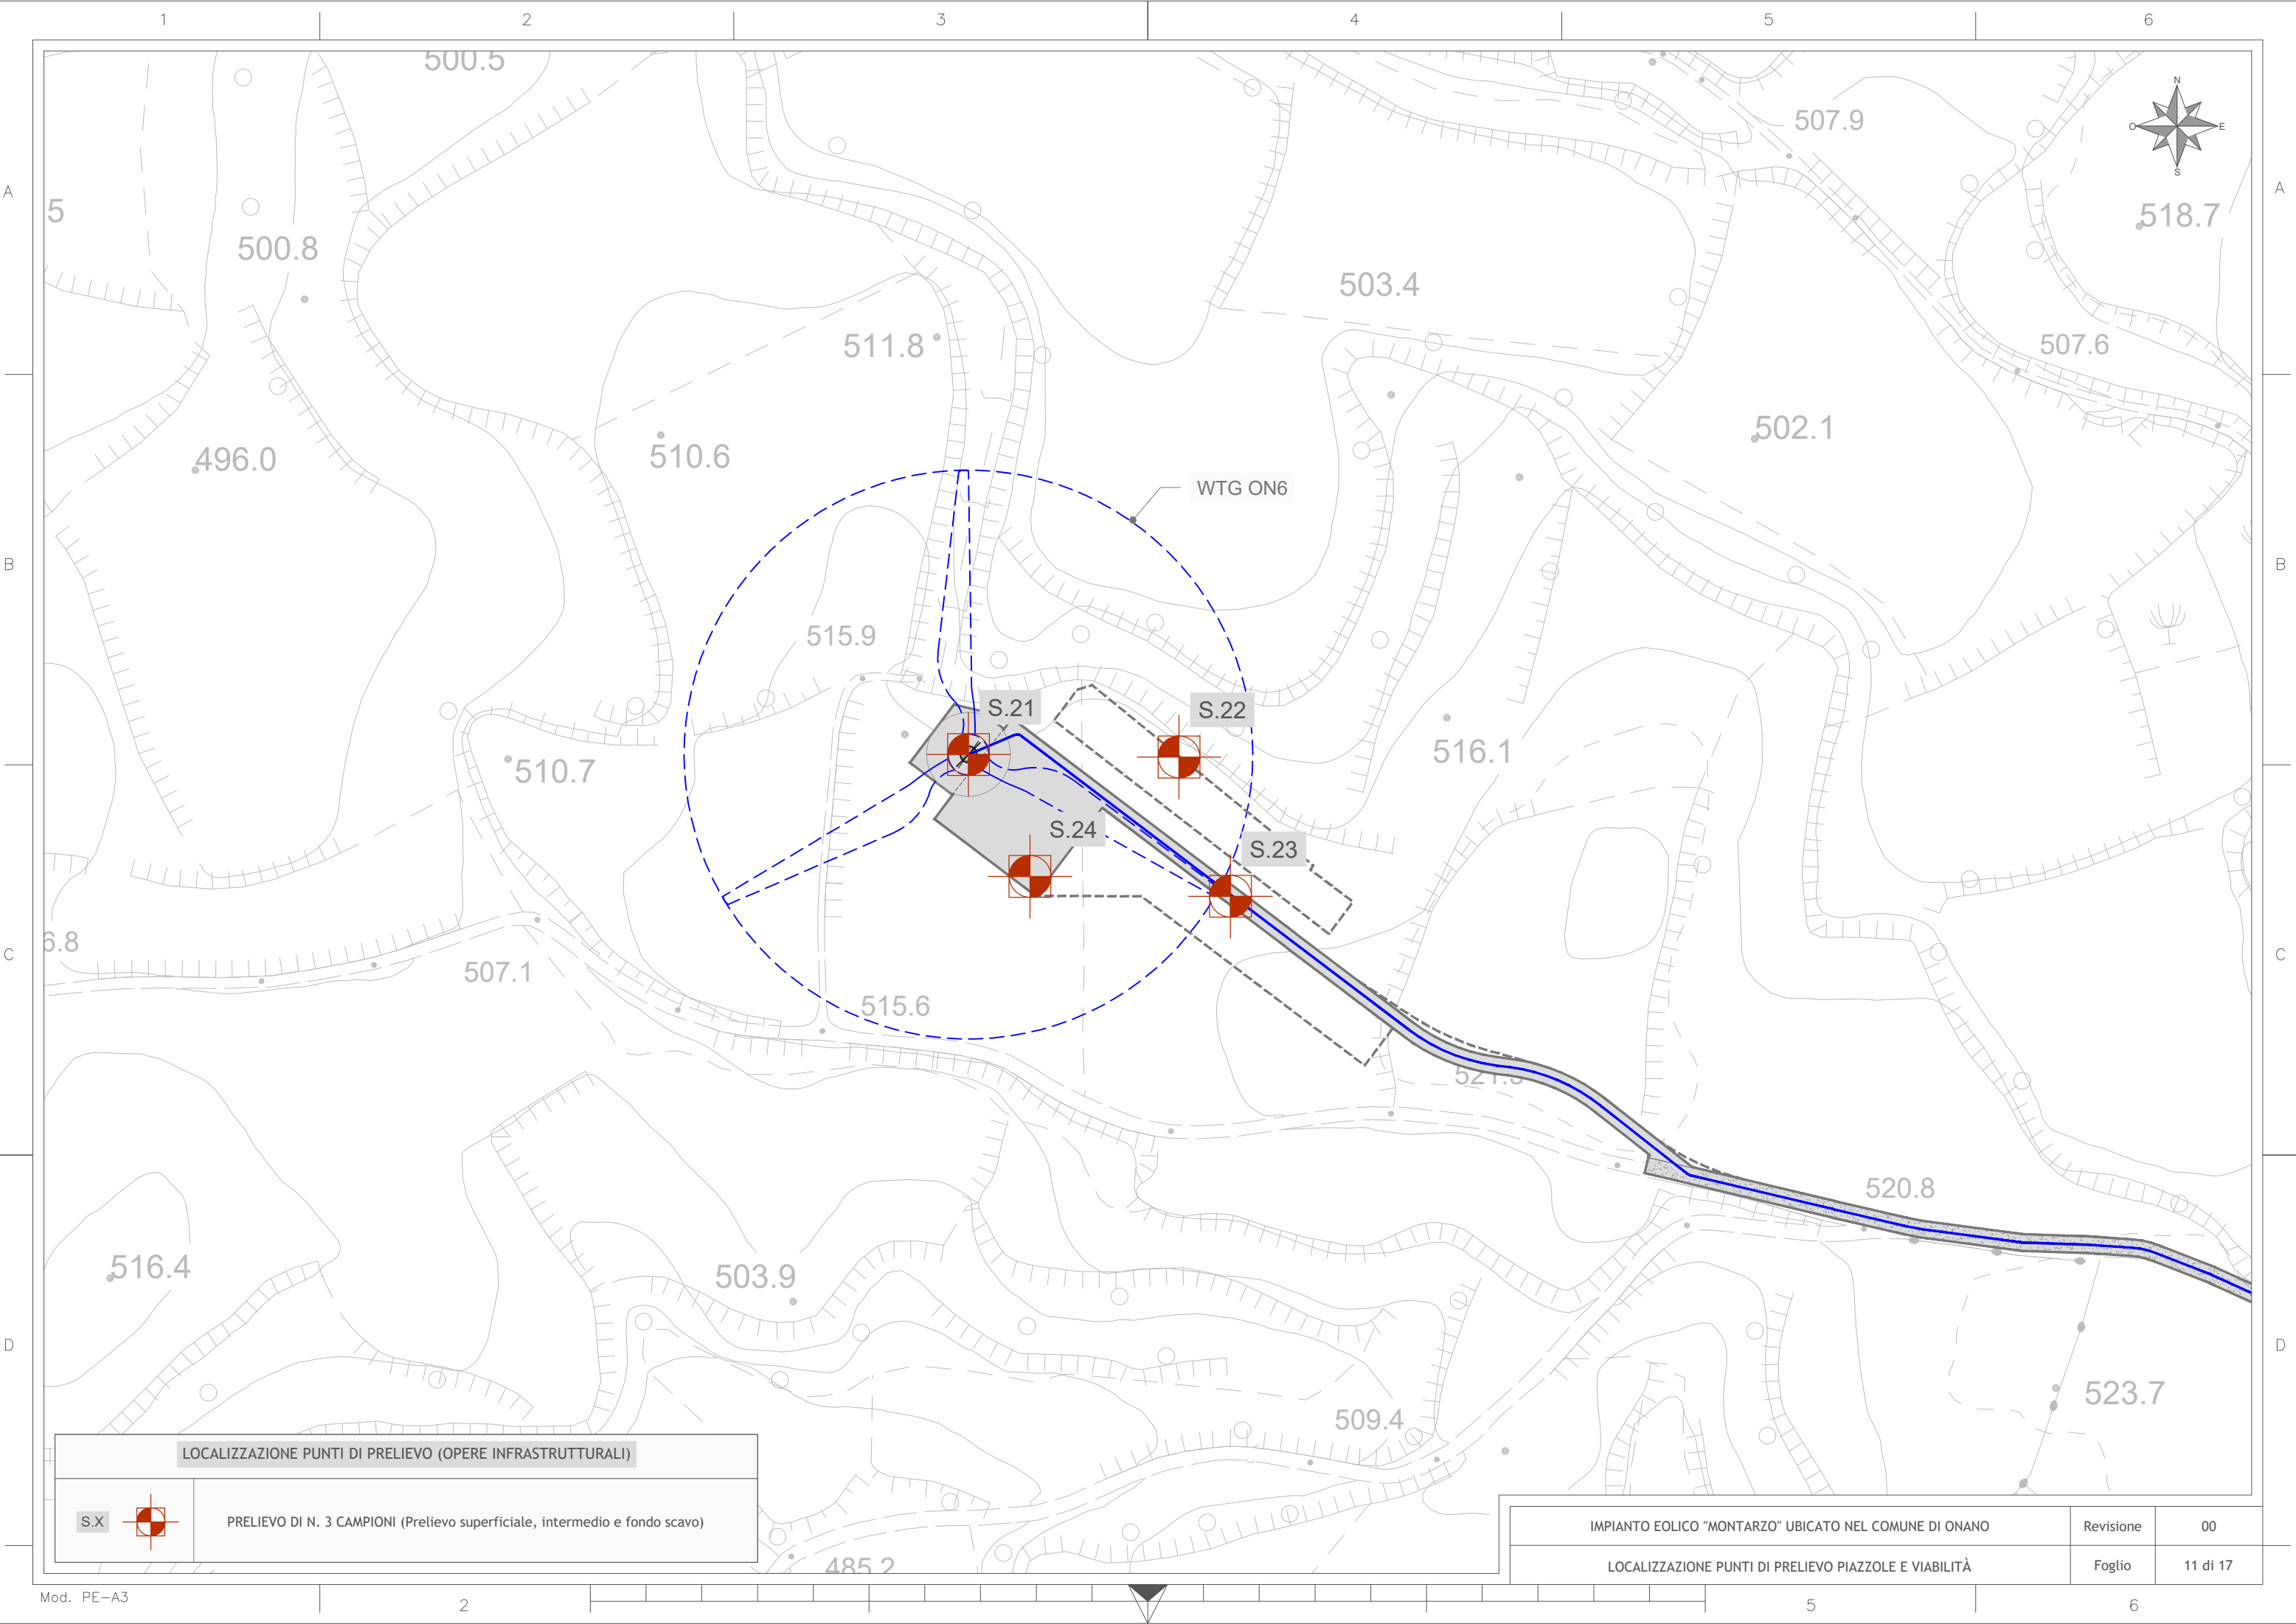 1 2 3 4 5 6
500.5
N
O E
S
507.9
A A
5
518.7
500.8
503.4
511.8
507.6
502.1
510.6
496.0
WTG ON6
B B
515.9
S.21
S.22
516.1
510.7
S.24
S.23
6.8
C C
507.1
515.6
520.8
516.4
503.9
D D
523.7
509.4
LOCALIZZAZIONE PUNTI DI PRELIEVO (OPERE INFRASTRUTTURALI)
S.X PRELIEVO DI N. 3 CAMPIONI (Prelievo superficiale, intermedio e fondo scavo)
485.2
IMPIANTO EOLICO "MONTARZO" UBICATO NEL COMUNE DI ONANO Revisione 00
LOCALIZZAZIONE PUNTI DI PRELIEVO PIAZZOLE E VIABILITÀ Foglio 11 di 17
Mod. PE-A3
2 5 6